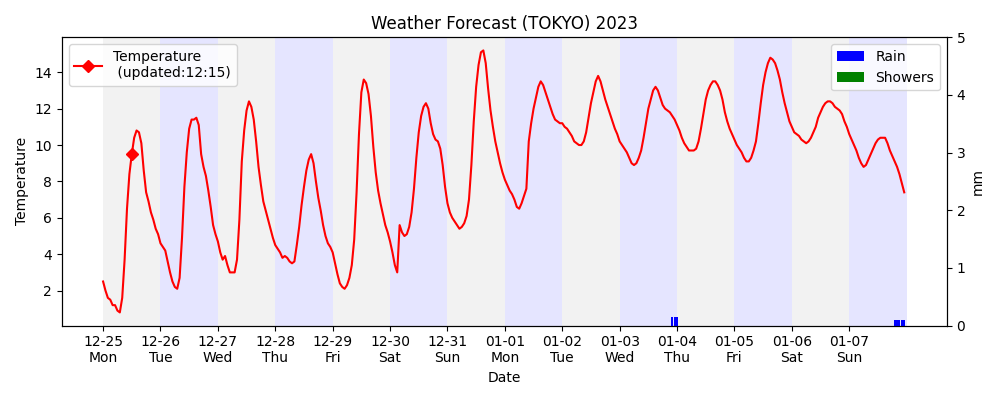 Weather Forecast (TOKYO) 2023
Temperature
(updated:12:15)
Rain
Showers
Temperature
14
12
10
8
6
4
2
5
4
3
2
1
0
mm
12-25 12-26 12-27 12-28 12-29 12-30 12-31 01-01 01-02 01-03 01-04 01-05 01-06 01-07
Mon Tue Wed Thu Fri Sat Sun Mon Tue Wed Thu Fri Sat Sun
Date